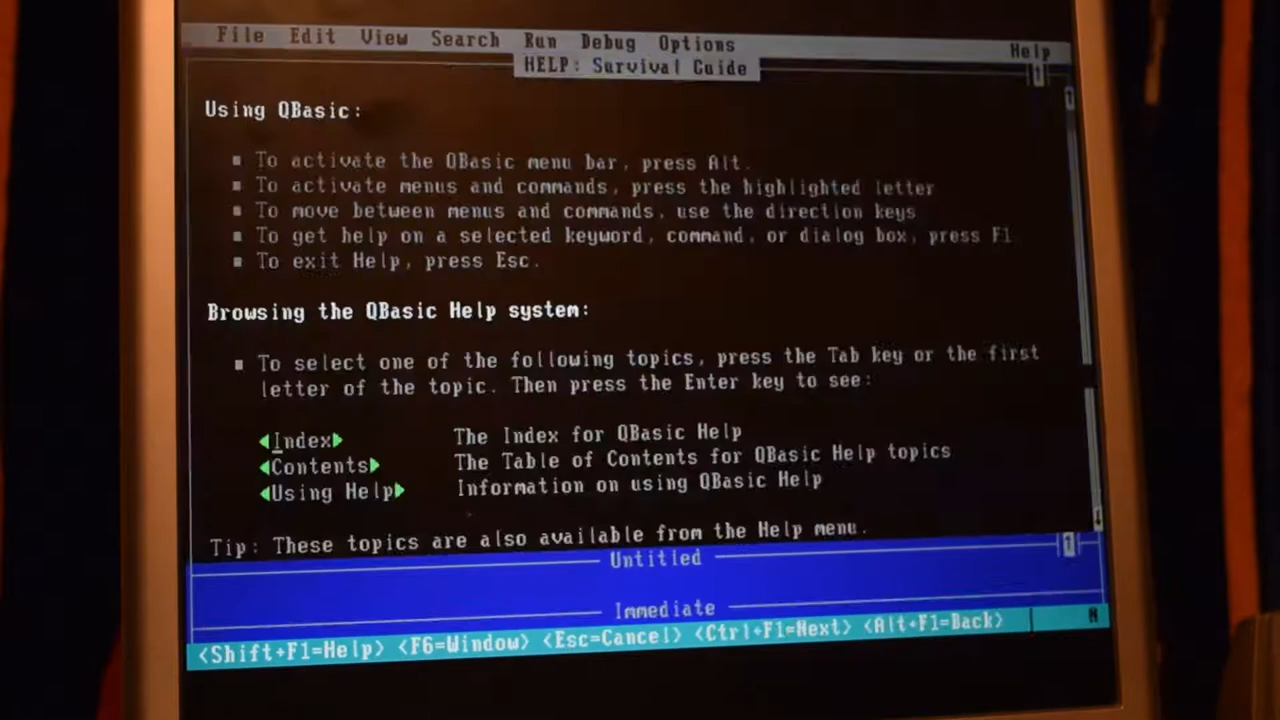 File Edit View Search Run Debug Options Help
HELP: Survival Guide
Using QBasic:
To activate the QBasic menu bar, press Alt.
To activate menus and commands, press the highlighted letter
To move between menus and commands, use the direction keys
To get help on a selected keyword, command, or dialog box, press F1
To exit Help, press Esc.
Browsing the QBasic Help system:
To select one of the following topics, press the Tab key or the first
letter of the topic. Then press the Enter key to see:
Index The Index for QBasic Help
Contents The Table of Contents for QBasic Help topics
Using Help Information on using QBasic Help
Tip: These topics are also available from the Help menu.
Untitled
Immediate
<Shift+F1=Help> <F6=Window> <Esc=Cancel> <Ctrl+F1=Next> <Alt+F1=Back> N